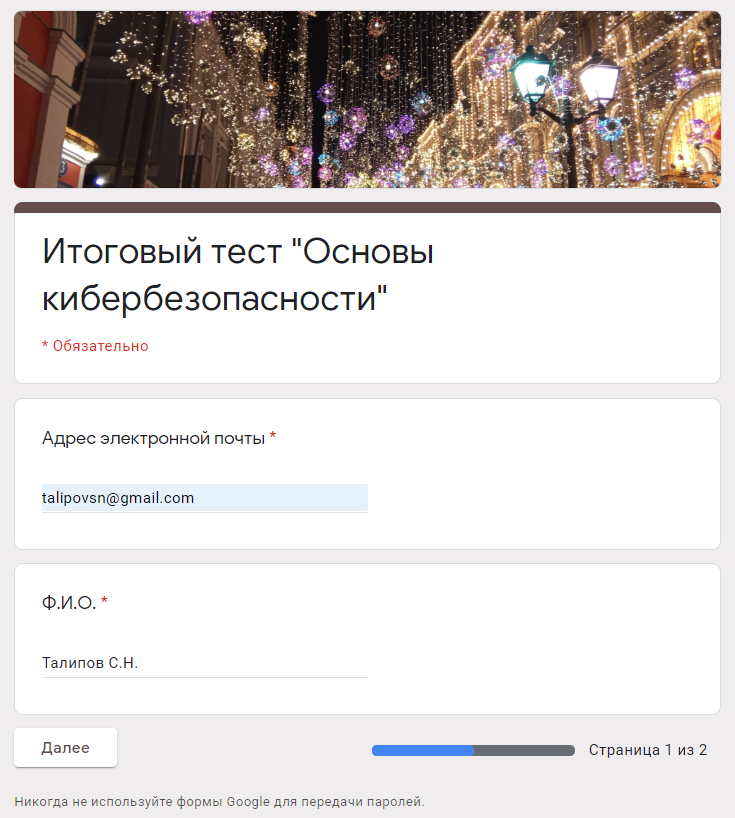 Итоговый тест "Основы
кибербезопасности"
* Обязательно
Адрес электронной почты *
talipovsn@gmail.com
Ф.И.О. *
Талипов С.Н.
Далее
Страница 1 из 2
Никогда не используйте формы Google для передачи паролей.